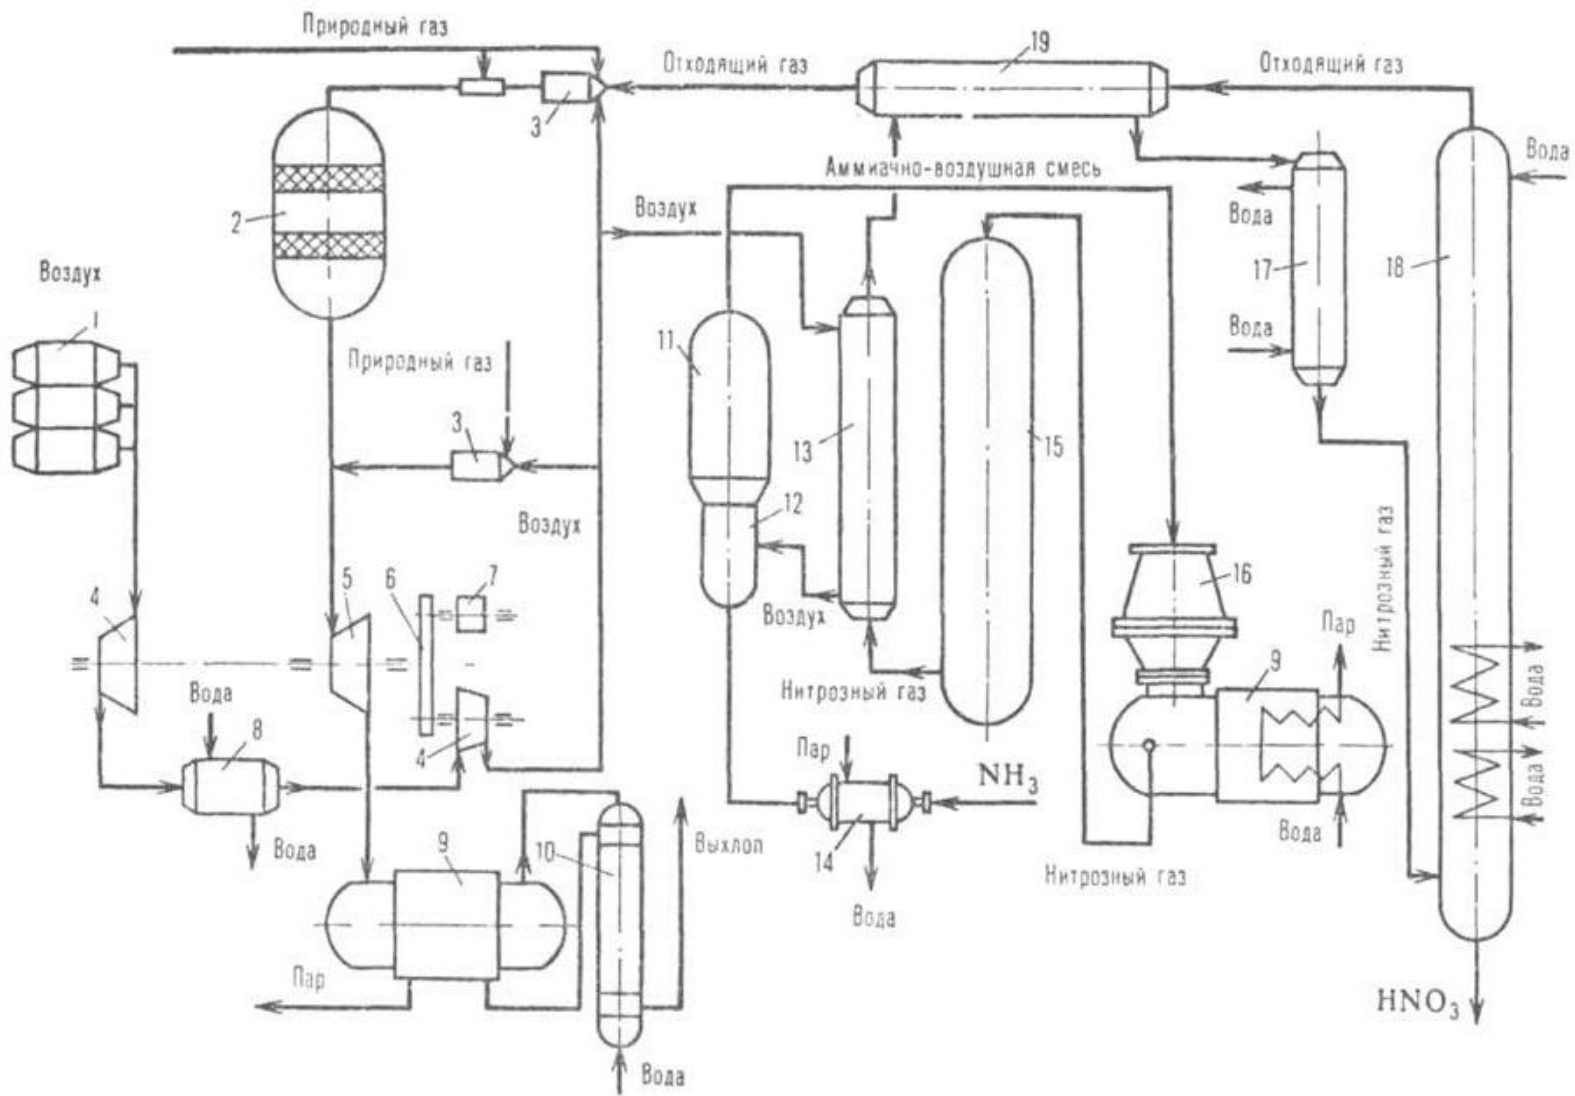 Природный газ
Отходящий газ
19
Отходящий газ
3
Аммиачно-воздушная смесь
Вода
2
Воздух
Вода
17
18
Воздух
1
11
Вода
Природный газ
3
13
15
12
Воздух
Нитрозный газ
4
5
6
7
16
Воздух
Пар
Нитрозный газ
9
Вода
Вода
8
4
Пар
NH3
Вода
Вода
14
Выхлоп
Вода
9
10
Нитрозный газ
Вода
Пар
HNO3
Вода